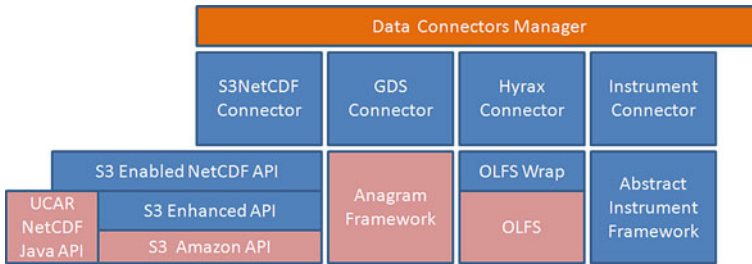 Data Connectors Manager
S3NetCDF
Connector
GDS
Connector
Hyrax
Connector
Instrument
Connector
S3 Enabled NetCDF API
UCAR
NetCDF
Java API
S3 Enhanced API
S3 Amazon API
Anagram
Framework
OLFS Wrap
OLFS
Abstract
Instrument
Framework